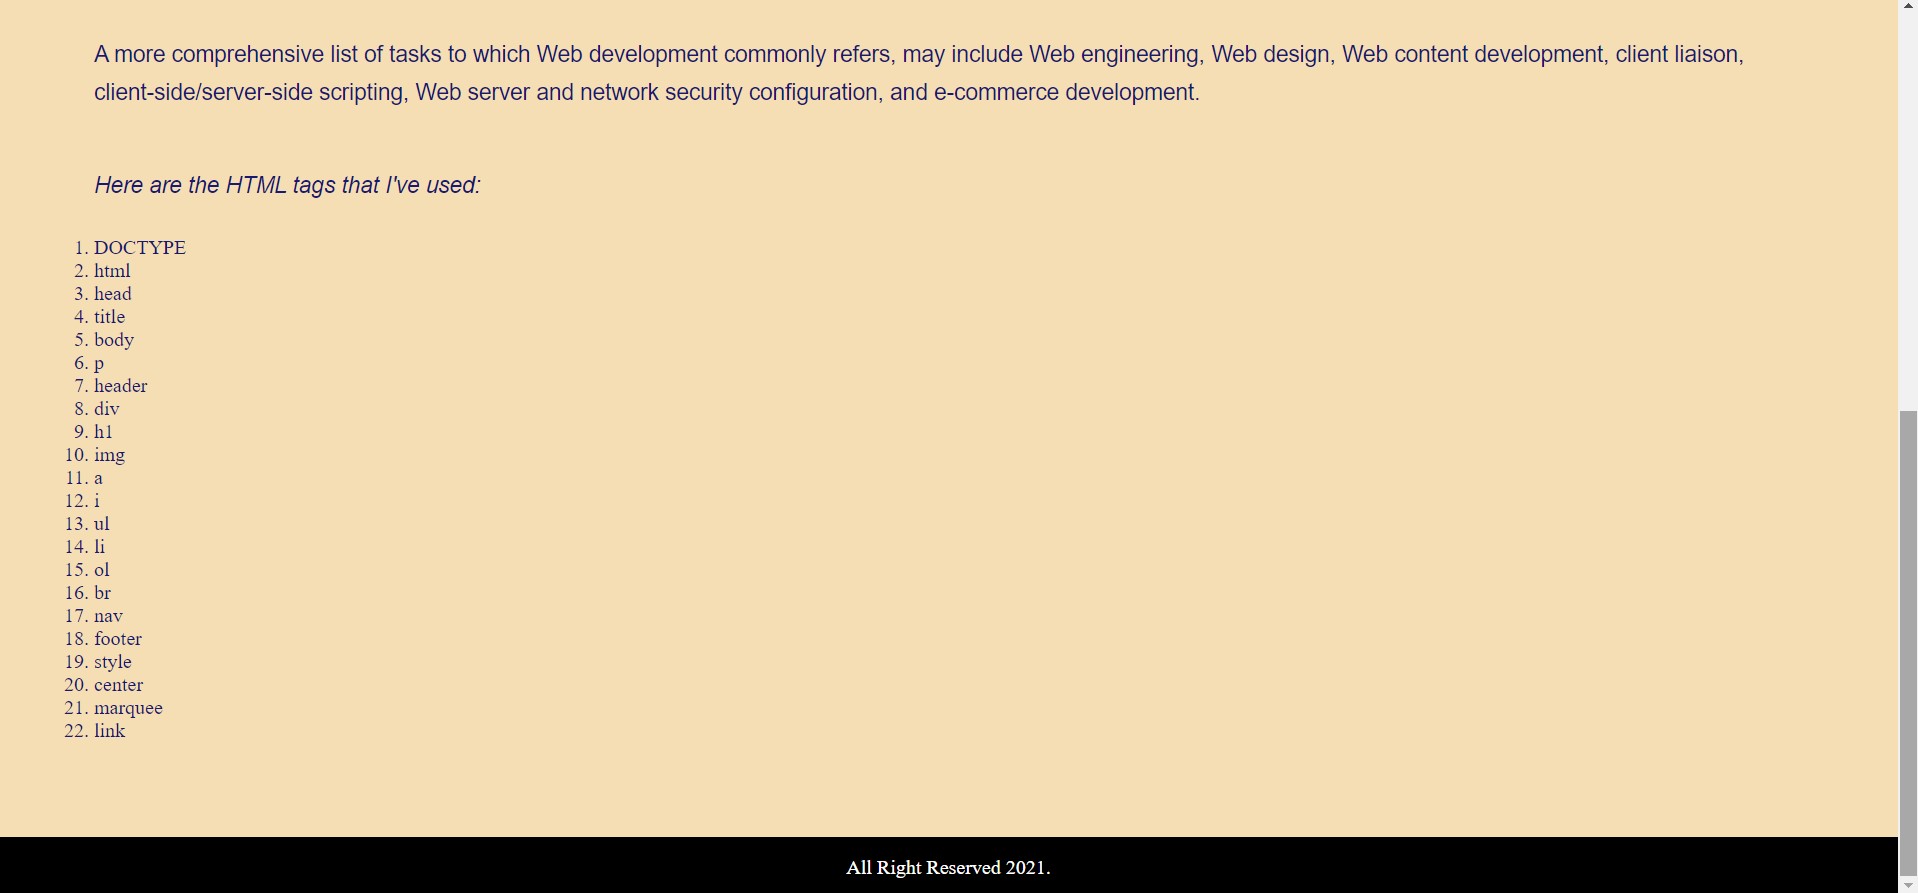 A more comprehensive list of tasks to which Web development commonly refers, may include Web engineering, Web design, Web content development, client liaison,
client-side/server-side scripting, Web server and network security configuration, and e-commerce development.
Here are the HTML tags that I've used:
1. DOCTYPE
2. html
3. head
4. title
5. body
6. p
7. header
8. div
9. h1
10. img
11. a
12. i
13. ul
14. li
15. ol
16. br
17. nav
18. footer
19. style
20. center
21. marquee
22. link
All Right Reserved 2021.